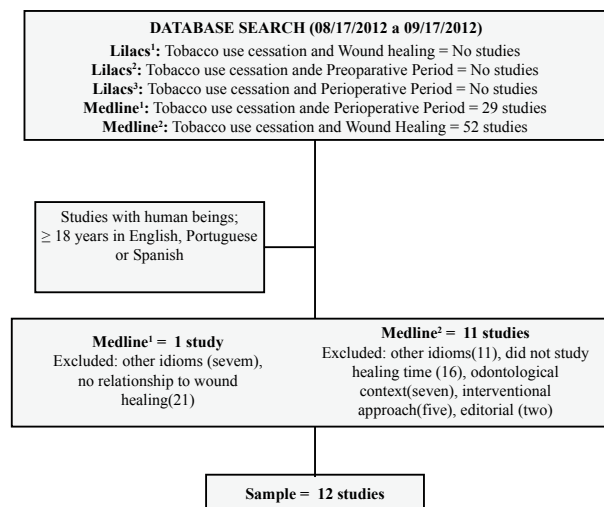 DATABASE SEARCH (08/17/2012 a 09/17/2012)
Lilacs¹: Tobacco use cessation and Wound healing = No studies
Lilacs²: Tobacco use cessation ande Preoparative Period = No studies
Lilacs³: Tobacco use cessation and Perioperative Period = No studies
Medline¹: Tobacco use cessation ande Perioperative Period = 29 studies
Medline²: Tobacco use cessation and Wound Healing = 52 studies
Studies with human beings;
≥ 18 years in English, Portuguese
or Spanish
Medline¹ = 1 study
Excluded: other idioms (sevem),
no relationship to wound
healing(21)
Medline² = 11 studies
Excluded: other idioms(11), did not study
healing time (16), odontological
context(seven), interventional
approach(five), editorial (two)
Sample = 12 studies